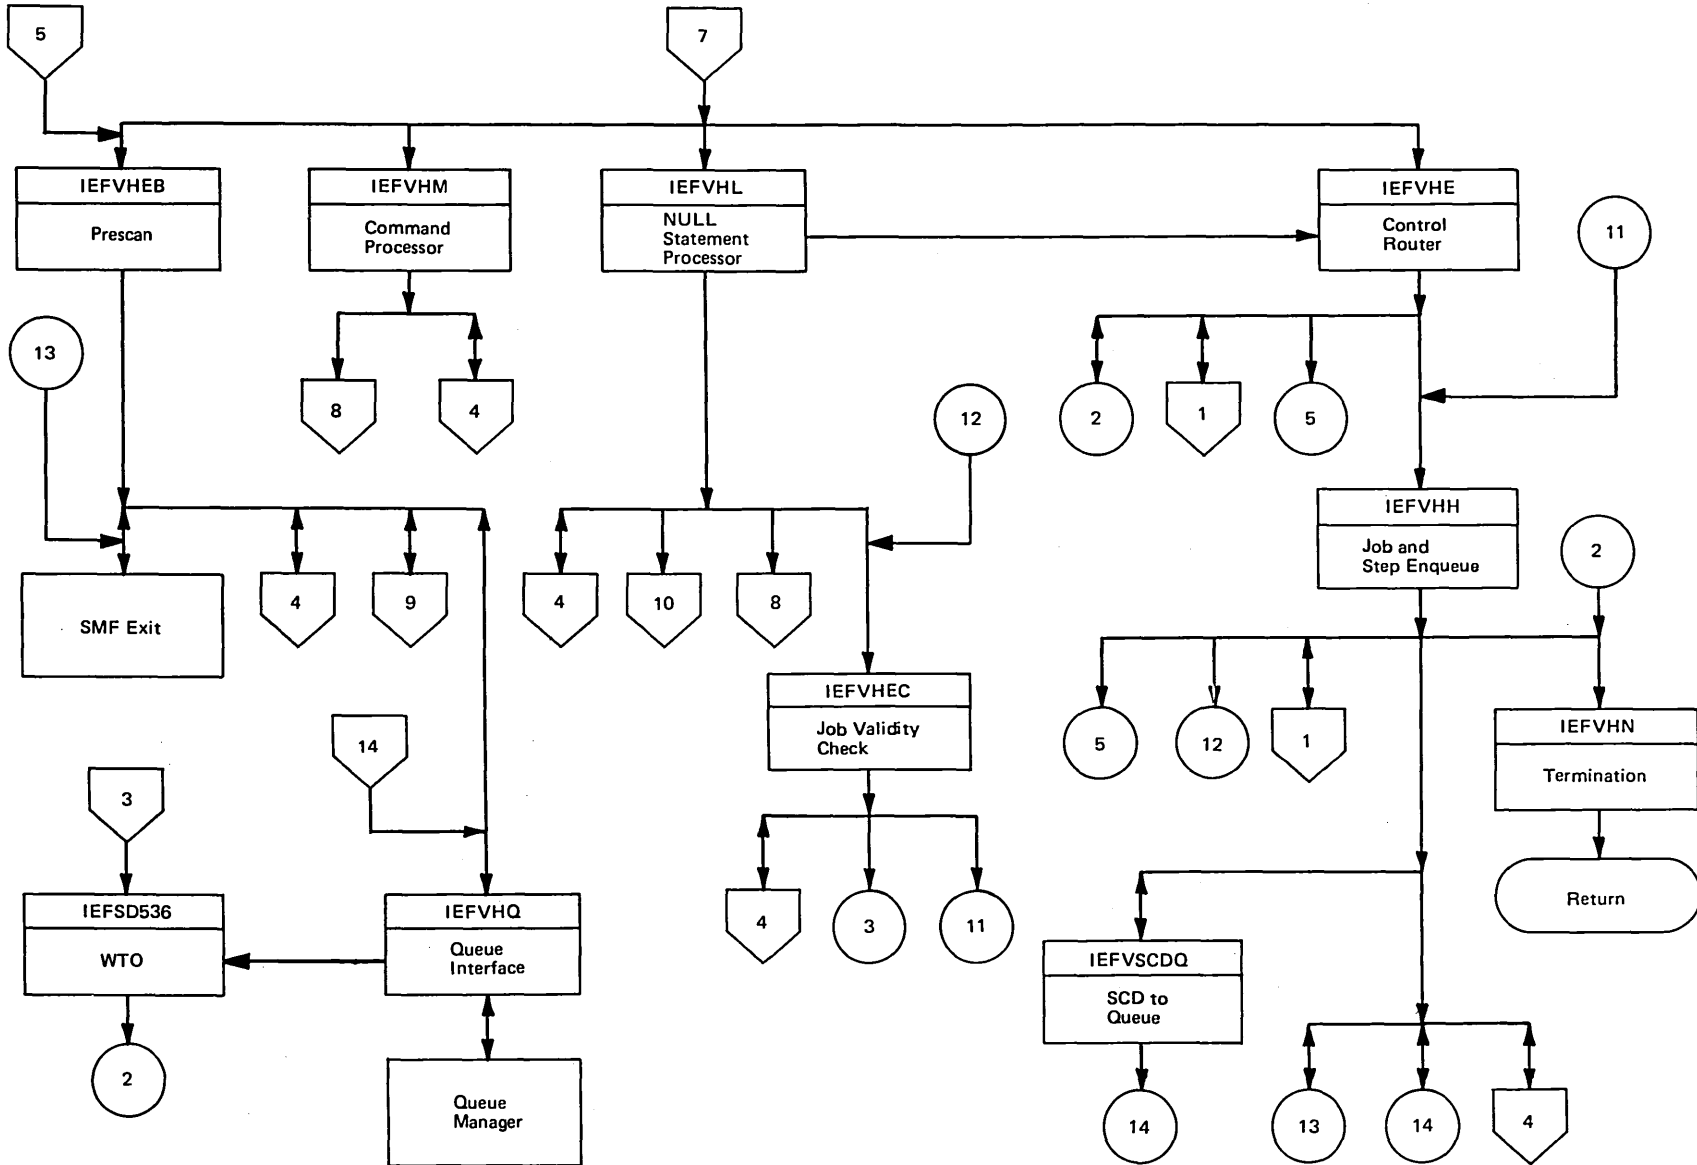 5
7
IEFVHEB
Prescan
IEFVHM
Command
Processor
IEFVHL
NULL
Statement
Processor
IEFVHE
Control
Router
11
13
8
4
12
2
1
5
IEFVHH
Job and
Step Enqueue
2
SMF Exit
4
9
4
10
8
IEFVHEC
Job Validity
Check
14
5
12
1
IEFVHN
Termination
3
Return
IEFSD536
WTO
IEFVHQ
Queue
Interface
4
3
11
IEFVSCDQ
SCD to
Queue
2
Queue
Manager
14
13
14
4